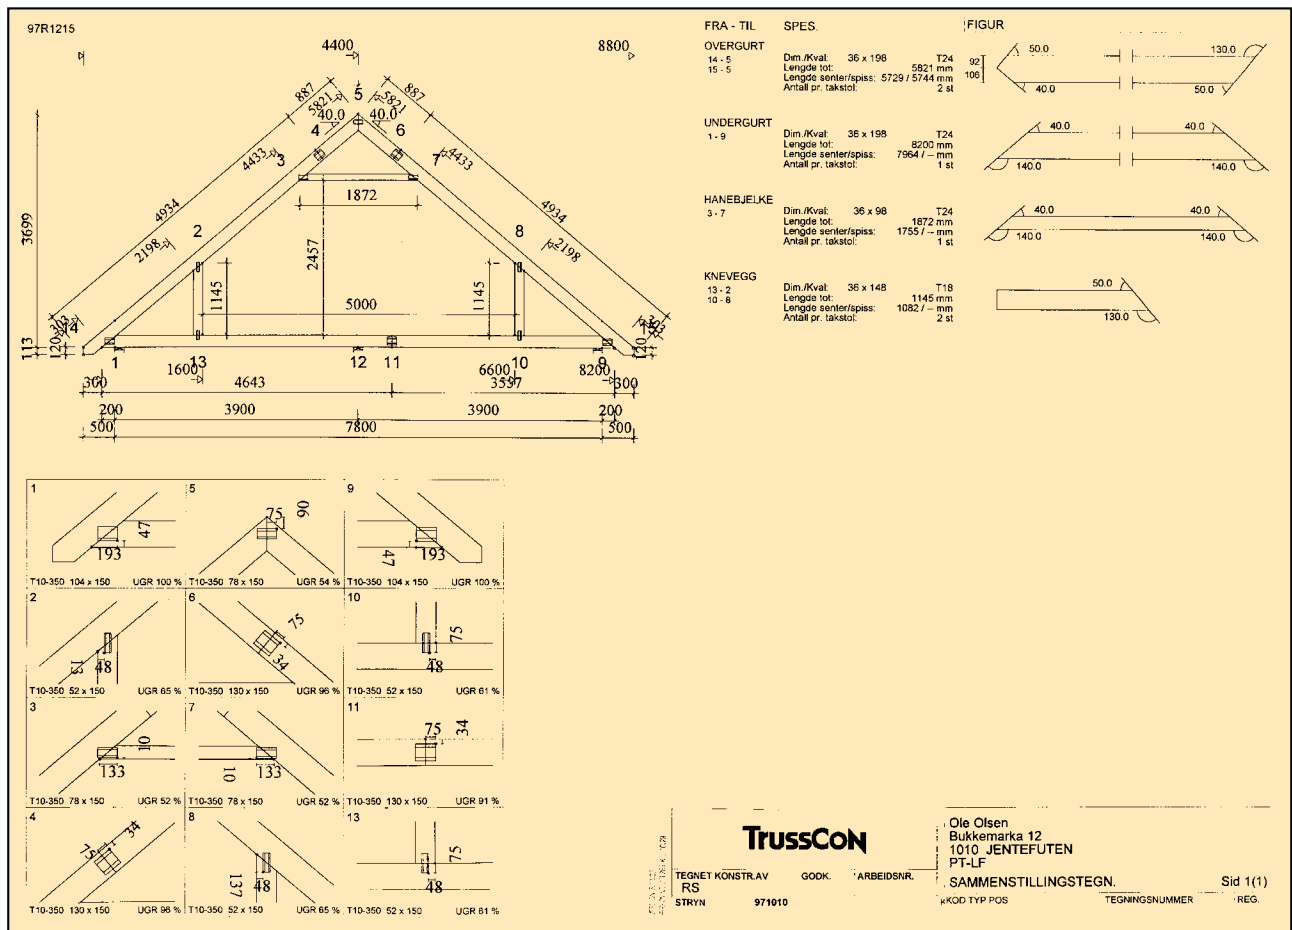 97R1215
4400
8800
887
5821
5
5821
887
40.0
40.0
4
6
4433
3
7
4433
4934
4934
1872
3699
2198
2
8
2198
2457
1145
5000
1145
303
14
113
120
120
1
13
12
11
10
9
1600
6600
8200
300
4643
3557
300
200
3900
3900
200
500
7800
500
FRA - TIL SPES. FIGUR
OVERGURT
14 - 5 Dim./Kval: 36 x 198 T24
15 - 5 Lengde tot: 5821 mm
Lengde senter/spiss: 5729 / 5744 mm
Antall pr. takstol: 2 st
92
106
50.0
130.0
40.0
50.0
UNDERGURT
1 - 9 Dim./Kval: 36 x 198 T24
Lengde tot: 8200 mm
Lengde senter/spiss: 7964 / -- mm
Antall pr. takstol: 1 st
40.0
40.0
140.0
140.0
HANEBJELKE
3 - 7 Dim./Kval: 36 x 98 T24
Lengde tot: 1872 mm
Lengde senter/spiss: 1755 / -- mm
Antall pr. takstol: 1 st
40.0
40.0
140.0
140.0
KNEVEGG
13 - 2 Dim./Kval: 36 x 148 T18
10 - 8 Lengde tot: 1145 mm
Lengde senter/spiss: 1082 / -- mm
Antall pr. takstol: 2 st
50.0
130.0
1
47
193
T10-350 104 x 150 UGR 100 %
5
75
90
T10-350 78 x 150 UGR 54 %
9
47
193
T10-350 104 x 150 UGR 100 %
2
13
48
T10-350 52 x 150 UGR 65 %
6
75
34
T10-350 130 x 150 UGR 96 %
10
75
48
T10-350 52 x 150 UGR 61 %
3
10
133
T10-350 78 x 150 UGR 52 %
7
10
133
T10-350 78 x 150 UGR 52 %
11
75
34
T10-350 130 x 150 UGR 91 %
4
75
34
T10-350 130 x 150 UGR 96 %
8
137
48
T10-350 52 x 150 UGR 65 %
13
75
48
T10-350 52 x 150 UGR 61 %
TRUSSCON
TEGNET KONSTR.AV GODK. ARBEIDSNR.
RS
STRYN 971010
Ole Olsen
Bukkemarka 12
1010 JENTEFUTEN
PT-LF
SAMMENSTILLINGSTEGN. Sid 1(1)
KOD TYP POS TEGNINGSNUMMER REG.